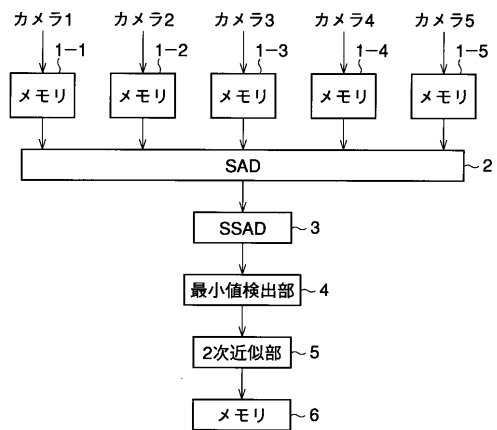 カメラ1 カメラ2 カメラ3 カメラ4 カメラ5
1-1 1-2 1-3 1-4 1-5
メモリ メモリ メモリ メモリ メモリ
SAD 2
SSAD 3
最小値検出部 4
2次近似部 5
メモリ 6